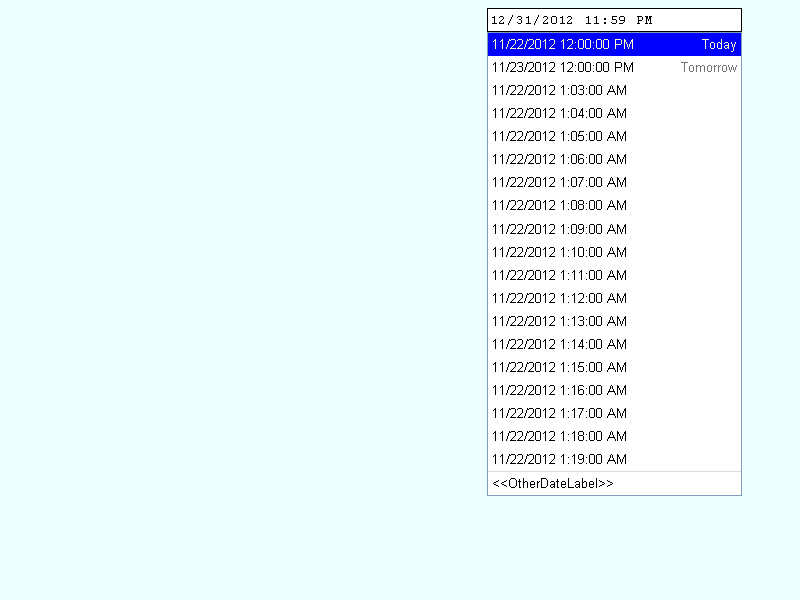 12/31/2012 11:59 PM
11/22/2012 12:00:00 PM Today
11/23/2012 12:00:00 PM Tomorrow
11/22/2012 1:03:00 AM
11/22/2012 1:04:00 AM
11/22/2012 1:05:00 AM
11/22/2012 1:06:00 AM
11/22/2012 1:07:00 AM
11/22/2012 1:08:00 AM
11/22/2012 1:09:00 AM
11/22/2012 1:10:00 AM
11/22/2012 1:11:00 AM
11/22/2012 1:12:00 AM
11/22/2012 1:13:00 AM
11/22/2012 1:14:00 AM
11/22/2012 1:15:00 AM
11/22/2012 1:16:00 AM
11/22/2012 1:17:00 AM
11/22/2012 1:18:00 AM
11/22/2012 1:19:00 AM
<<OtherDateLabel>>